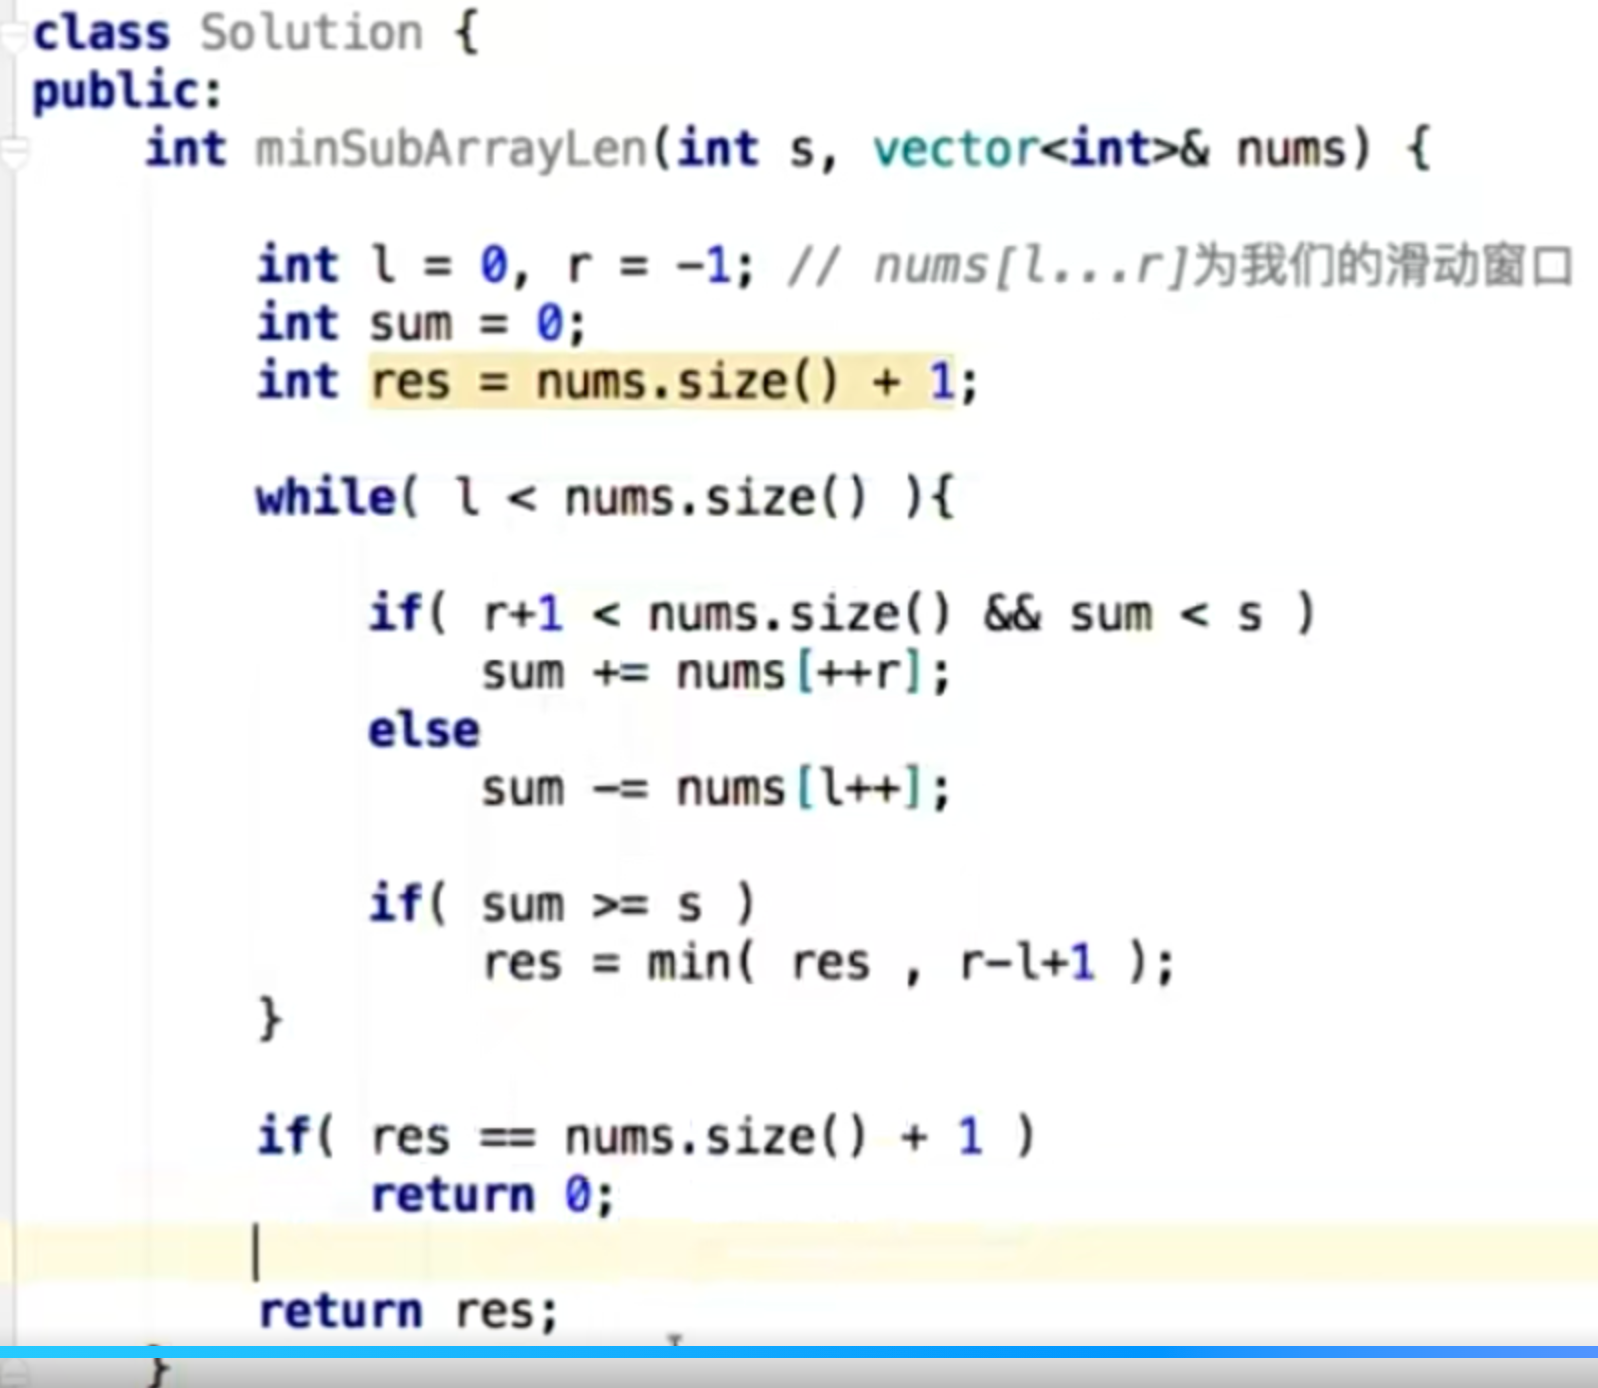 class Solution {
public:
    int minSubArrayLen(int s, vector<int>& nums) {
        int l = 0, r = -1; // nums[l...r]为我们的滑动窗口
        int sum = 0;
        int res = nums.size() + 1;
        while( l < nums.size() ){
            if( r+1 < nums.size() && sum < s )
                sum += nums[++r];
            else
                sum -= nums[l++];
            if( sum >= s )
                res = min( res , r-l+1 );
        }
        if( res == nums.size() + 1 )
            return 0;
        return res;
    }